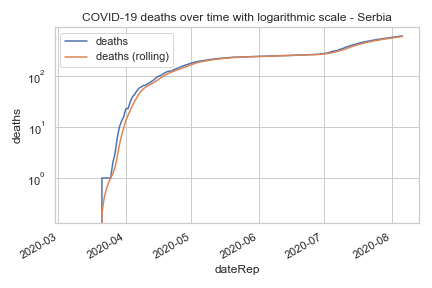 COVID-19 deaths over time with logarithmic scale - Serbia
deaths
deaths (rolling)
10²
10¹
10⁰
deaths
2020-03
2020-04
2020-05
2020-06
2020-07
2020-08
dateRep